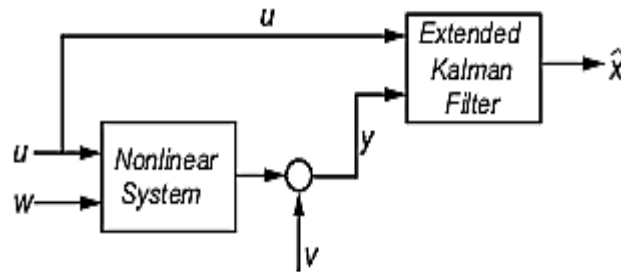 u
Extended
Kalman
Filter
x̂
y
u
Nonlinear
System
w
v